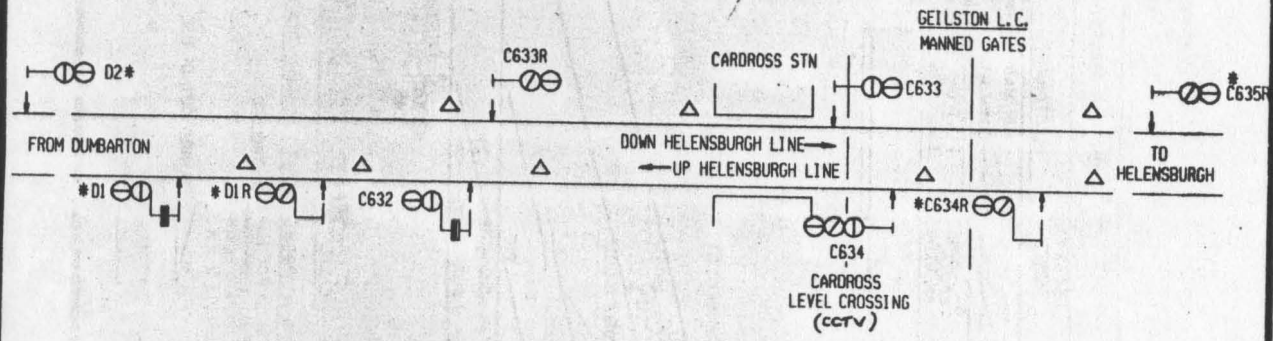 GEILSTON L.C.
MANNED GATES
C633R
CARDROSS STN
D2*
C633
*
C635R
FROM DUMBARTON
DOWN HELENSBURGH LINE
UP HELENSBURGH LINE
TO
HELENSBURGH
*D1
*D1R
C632
*C634R
C634
CARDROSS
LEVEL CROSSING
(CCTV)